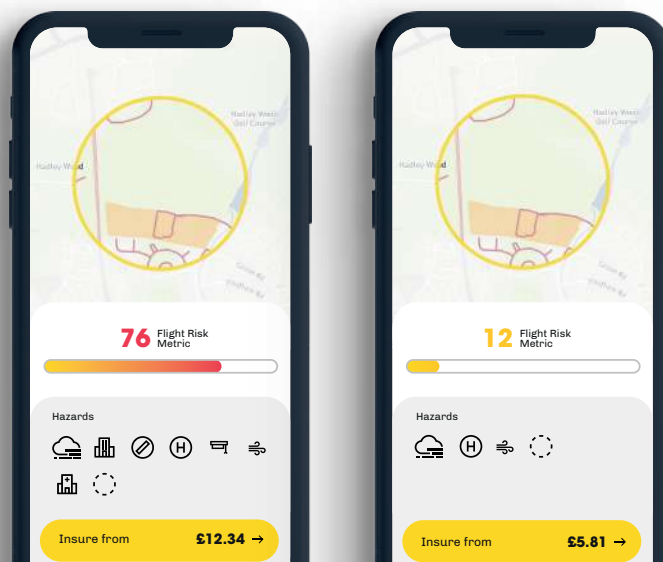 Hadley Wood
Golf Course
Hadley Wood
76 Flight Risk
Metric
Hazards
H
Insure from £12.34 →
Hadley Wood
Golf Course
Hadley Wood
12 Flight Risk
Metric
Hazards
H
Insure from £5.81 →